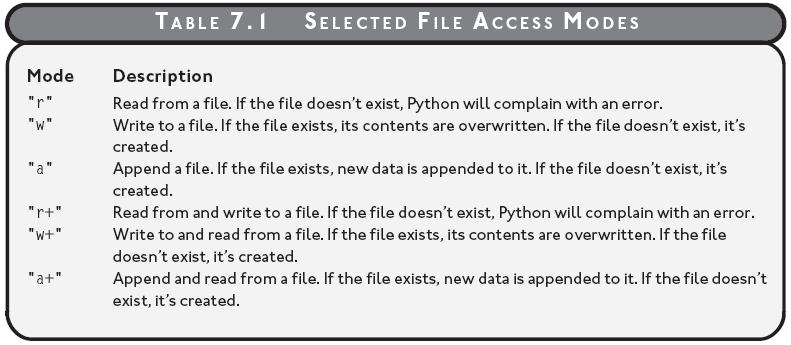 TABLE 7.1 SELECTED FILE ACCESS MODES
Mode Description
"r" Read from a file. If the file doesn't exist, Python will complain with an error.
"w" Write to a file. If the file exists, its contents are overwritten. If the file doesn't exist, it's
created.
"a" Append a file. If the file exists, new data is appended to it. If the file doesn't exist, it's
created.
"r+" Read from and write to a file. If the file doesn't exist, Python will complain with an error.
"w+" Write to and read from a file. If the file exists, its contents are overwritten. If the file
doesn't exist, it's created.
"a+" Append and read from a file. If the file exists, new data is appended to it. If the file doesn't
exist, it's created.